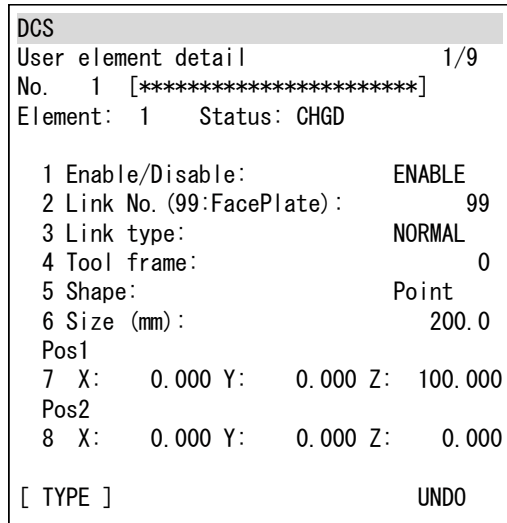 DCS
User element detail 1/9
No. 1 [***********************]
Element: 1 Status: CHGD
1 Enable/Disable: ENABLE
2 Link No.(99:FacePlate): 99
3 Link type: NORMAL
4 Tool frame: 0
5 Shape: Point
6 Size (mm): 200.0
Pos1
7 X: 0.000 Y: 0.000 Z: 100.000
Pos2
8 X: 0.000 Y: 0.000 Z: 0.000
[ TYPE ] UNDO